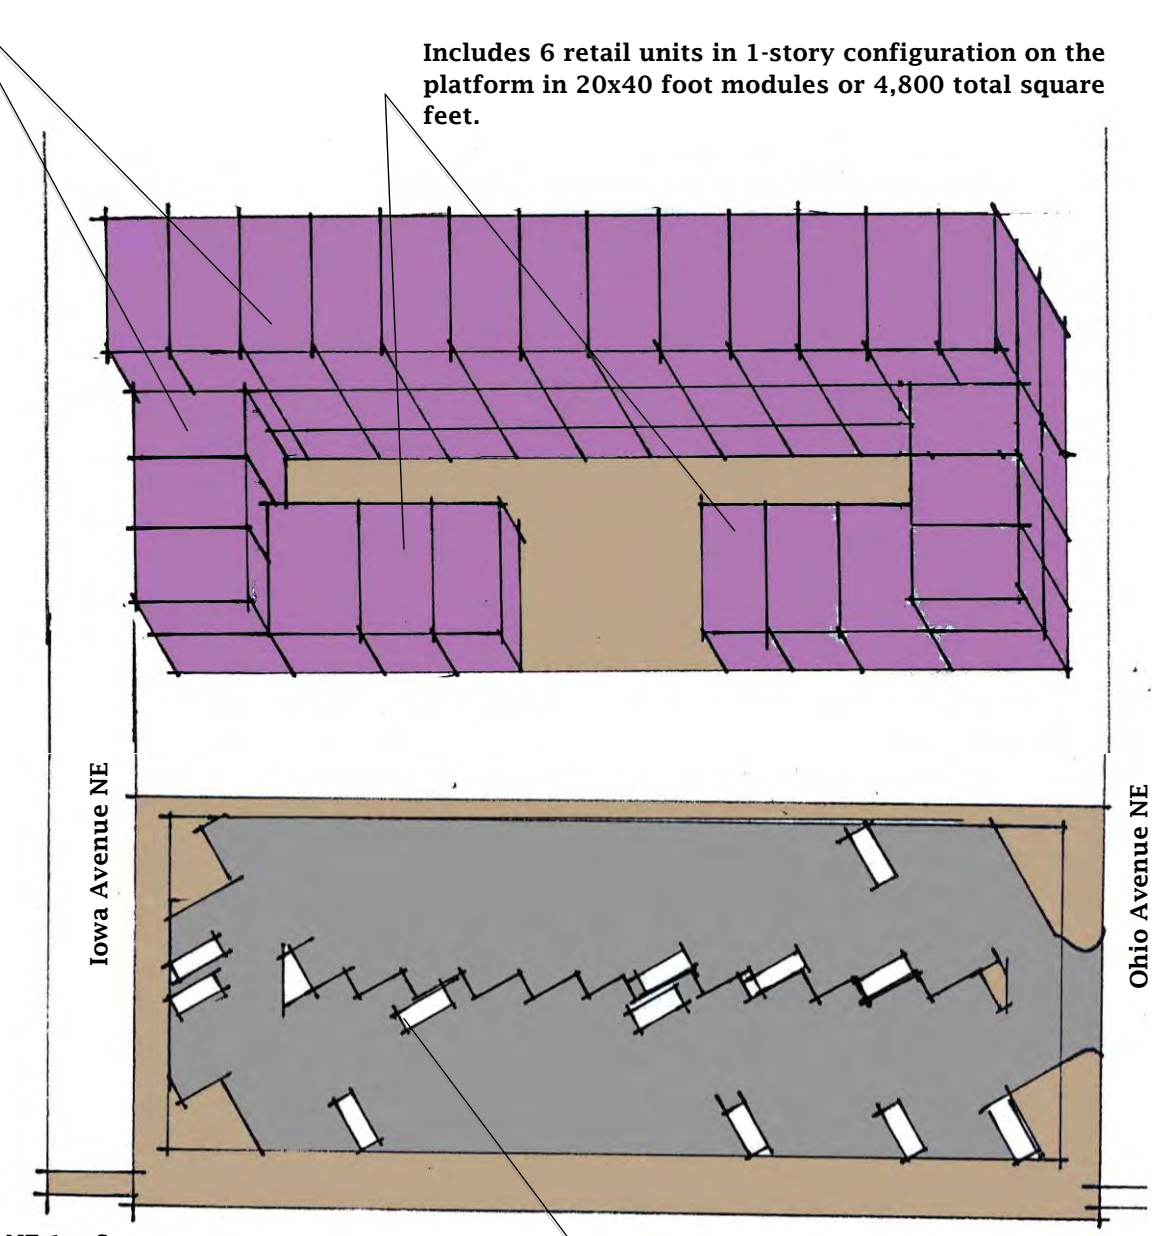 Includes 6 retail units in 1-story configuration on the
platform in 20x40 foot modules or 4,800 total square
feet.
Iowa Avenue NE
Ohio Avenue NE